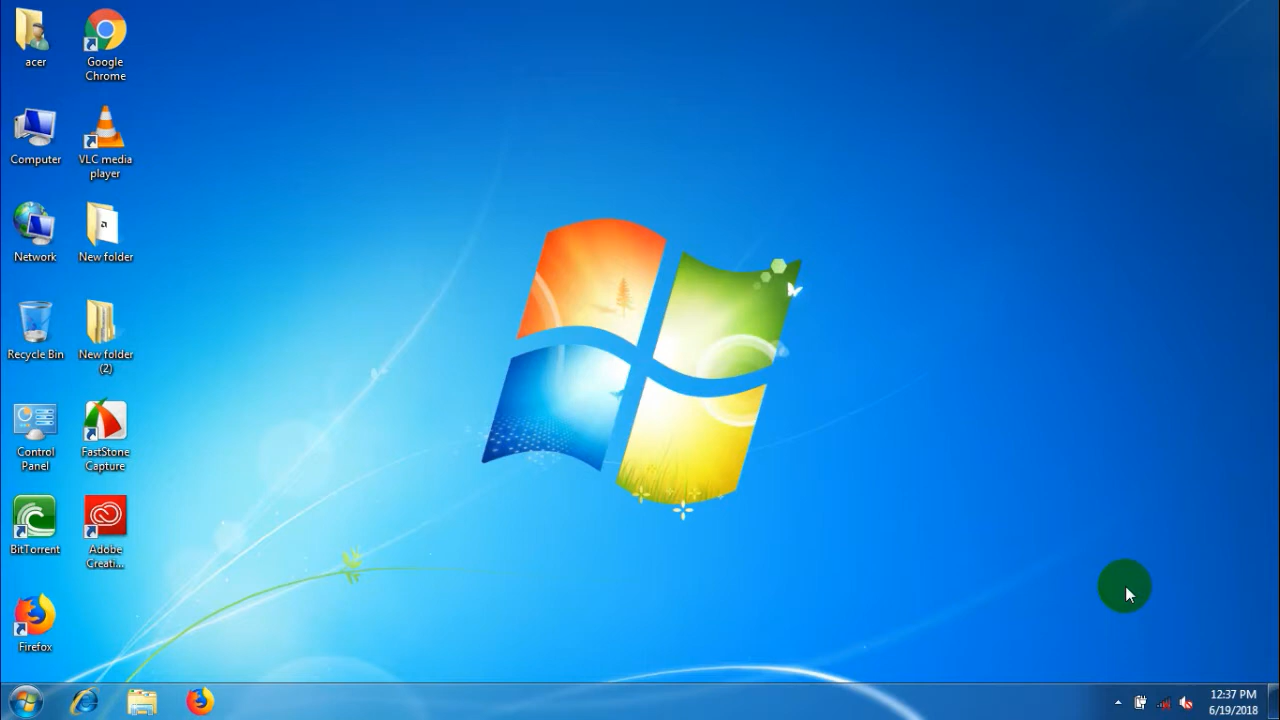 acer
Google
Chrome
Computer
VLC media
player
Network
New folder
Recycle Bin
New folder
(2)
Control
Panel
FastStone
Capture
BitTorrent
Adobe
Creati...
Firefox
12:37 PM
6/19/2018